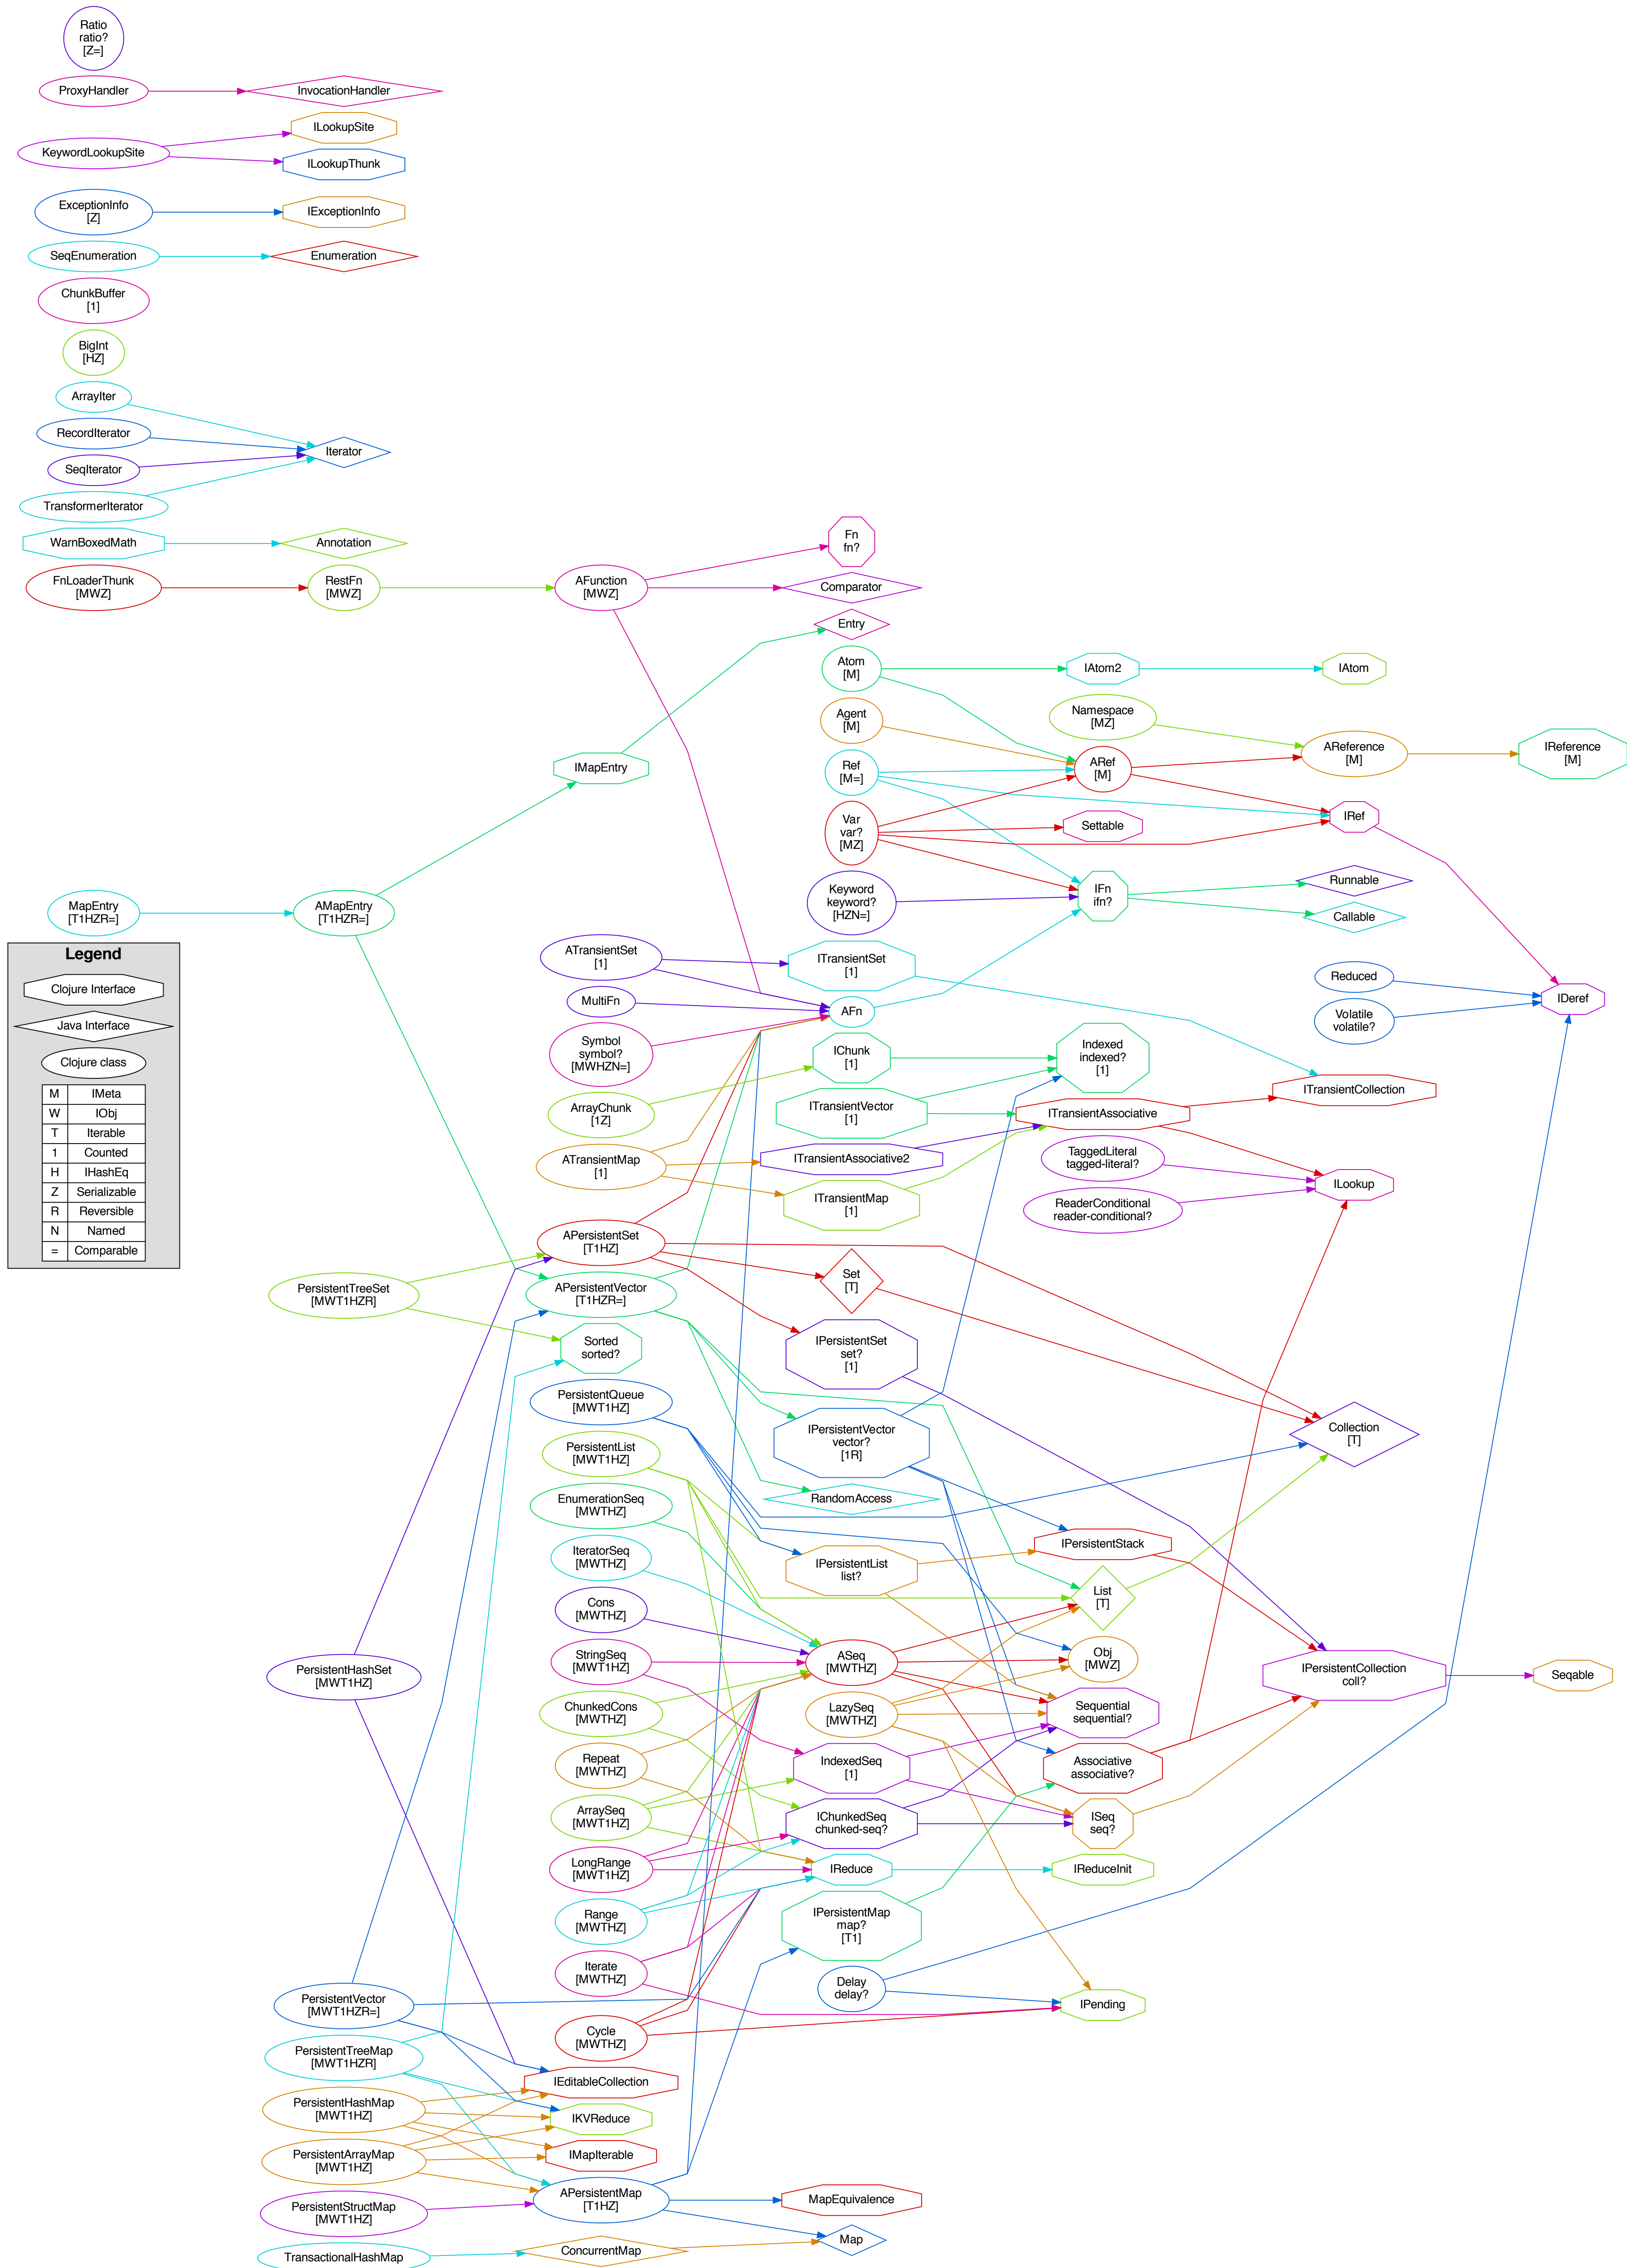 Ratio
ratio?
[Z=]
ProxyHandler
InvocationHandler
KeywordLookupSite
ILookupSite
ILookupThunk
ExceptionInfo
[Z]
IExceptionInfo
SeqEnumeration
Enumeration
ChunkBuffer
[1]
BigInt
[HZ]
ArrayIter
RecordIterator
SeqIterator
TransformerIterator
Iterator
WarnBoxedMath
Annotation
FnLoaderThunk
[MWZ]
RestFn
[MWZ]
AFunction
[MWZ]
Fn
fn?
Comparator
Entry
Atom
[M]
IAtom2
IAtom
Agent
[M]
Namespace
[MZ]
AReference
[M]
IReference
[M]
IMapEntry
Ref
[M=]
ARef
[M]
Var
var?
[MZ]
Settable
IRef
Keyword
keyword?
[HZN=]
IFn
ifn?
Runnable
Callable
MapEntry
[T1HZR=]
AMapEntry
[T1HZR=]
Legend
Clojure Interface
Java Interface
Clojure class
M IMeta
W IObj
T Iterable
1 Counted
H IHashEq
Z Serializable
R Reversible
N Named
= Comparable
ATransientSet
[1]
ITransientSet
[1]
Reduced
Volatile
volatile?
IDeref
MultiFn
AFn
Symbol
symbol?
[MWHZN=]
IChunk
[1]
Indexed
indexed?
[1]
ITransientCollection
ArrayChunk
[1Z]
ITransientVector
[1]
ITransientAssociative
ATransientMap
[1]
ITransientAssociative2
TaggedLiteral
tagged-literal?
ILookup
ITransientMap
[1]
ReaderConditional
reader-conditional?
APersistentSet
[T1HZ]
Set
[T]
PersistentTreeSet
[MWT1HZR]
APersistentVector
[T1HZR=]
Sorted
sorted?
IPersistentSet
set?
[1]
PersistentQueue
[MWT1HZ]
IPersistentVector
vector?
[1R]
Collection
[T]
PersistentList
[MWT1HZ]
RandomAccess
EnumerationSeq
[MWTHZ]
IPersistentStack
IteratorSeq
[MWTHZ]
IPersistentList
list?
List
[T]
Cons
[MWTHZ]
StringSeq
[MWT1HZ]
ASeq
[MWTHZ]
Obj
[MWZ]
PersistentHashSet
[MWT1HZ]
IPersistentCollection
coll?
Seqable
ChunkedCons
[MWTHZ]
LazySeq
[MWTHZ]
Sequential
sequential?
Repeat
[MWTHZ]
IndexedSeq
[1]
Associative
associative?
ArraySeq
[MWT1HZ]
IChunkedSeq
chunked-seq?
ISeq
seq?
LongRange
[MWT1HZ]
IReduce
IReduceInit
Range
[MWTHZ]
IPersistentMap
map?
[T1]
Iterate
[MWTHZ]
Delay
delay?
IPending
PersistentVector
[MWT1HZR=]
Cycle
[MWTHZ]
PersistentTreeMap
[MWT1HZR]
IEditableCollection
PersistentHashMap
[MWT1HZ]
IKVReduce
PersistentArrayMap
[MWT1HZ]
IMapIterable
PersistentStructMap
[MWT1HZ]
APersistentMap
[T1HZ]
MapEquivalence
Map
TransactionalHashMap
ConcurrentMap